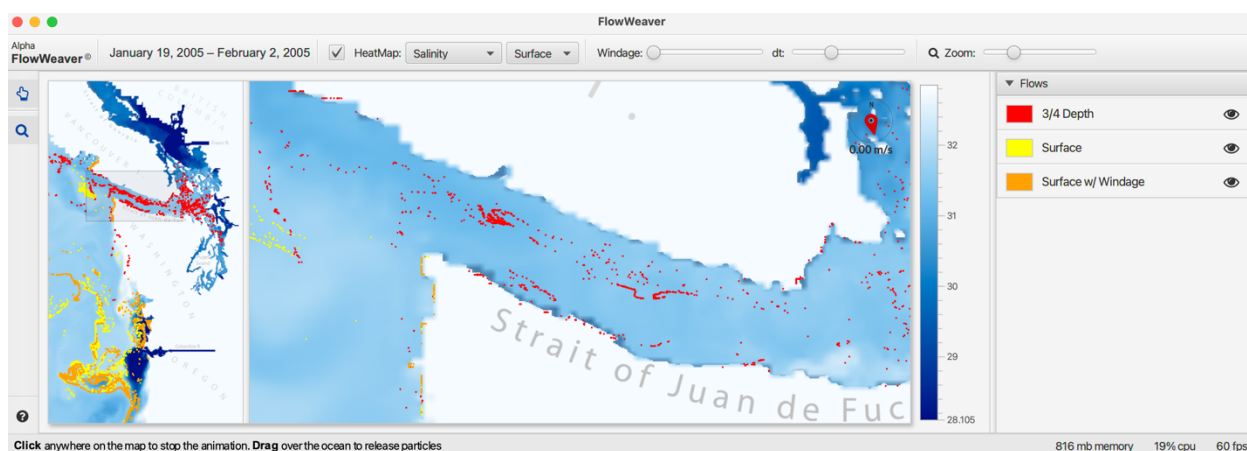 FlowWeaver
Alpha
FlowWeaver©
January 19, 2005 – February 2, 2005
HeatMap:
Salinity
Surface
Windage:
dt:
Zoom:
Flows
3/4 Depth
Surface
Surface w/ Windage
BRITISH
COLUMBIA
VANCOUVER
WASHINGTON
OREGON
N
0.00 m/s
32
31
30
29
28.105
Strait of Juan de Fuc
Click anywhere on the map to stop the animation. Drag over the ocean to release particles
816 mb memory 19% cpu 60 fps